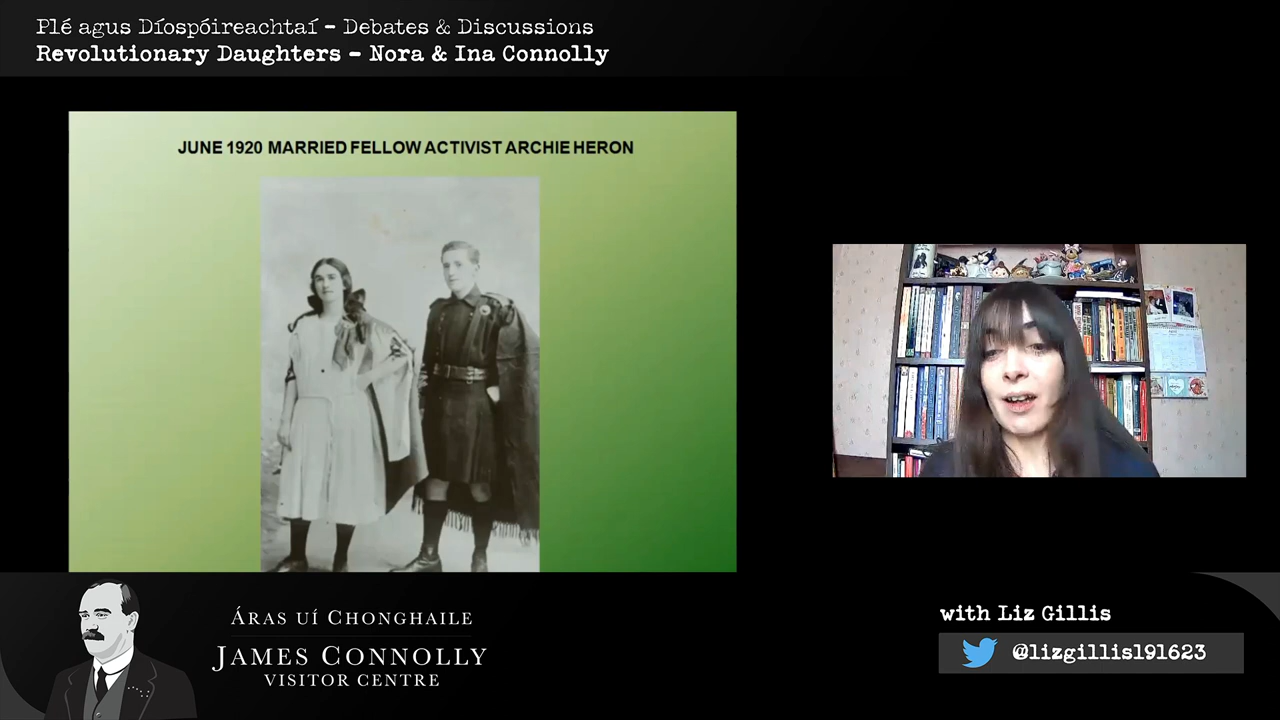 Plé agus Díospóireachtaí – Debates & Discussions
Revolutionary Daughters – Nora & Ina Connolly
JUNE 1920 MARRIED FELLOW ACTIVIST ARCHIE HERON
ÁRAS UÍ CHONGHAILE
JAMES CONNOLLY
VISITOR CENTRE
with Liz Gillis
@lizgillis191623